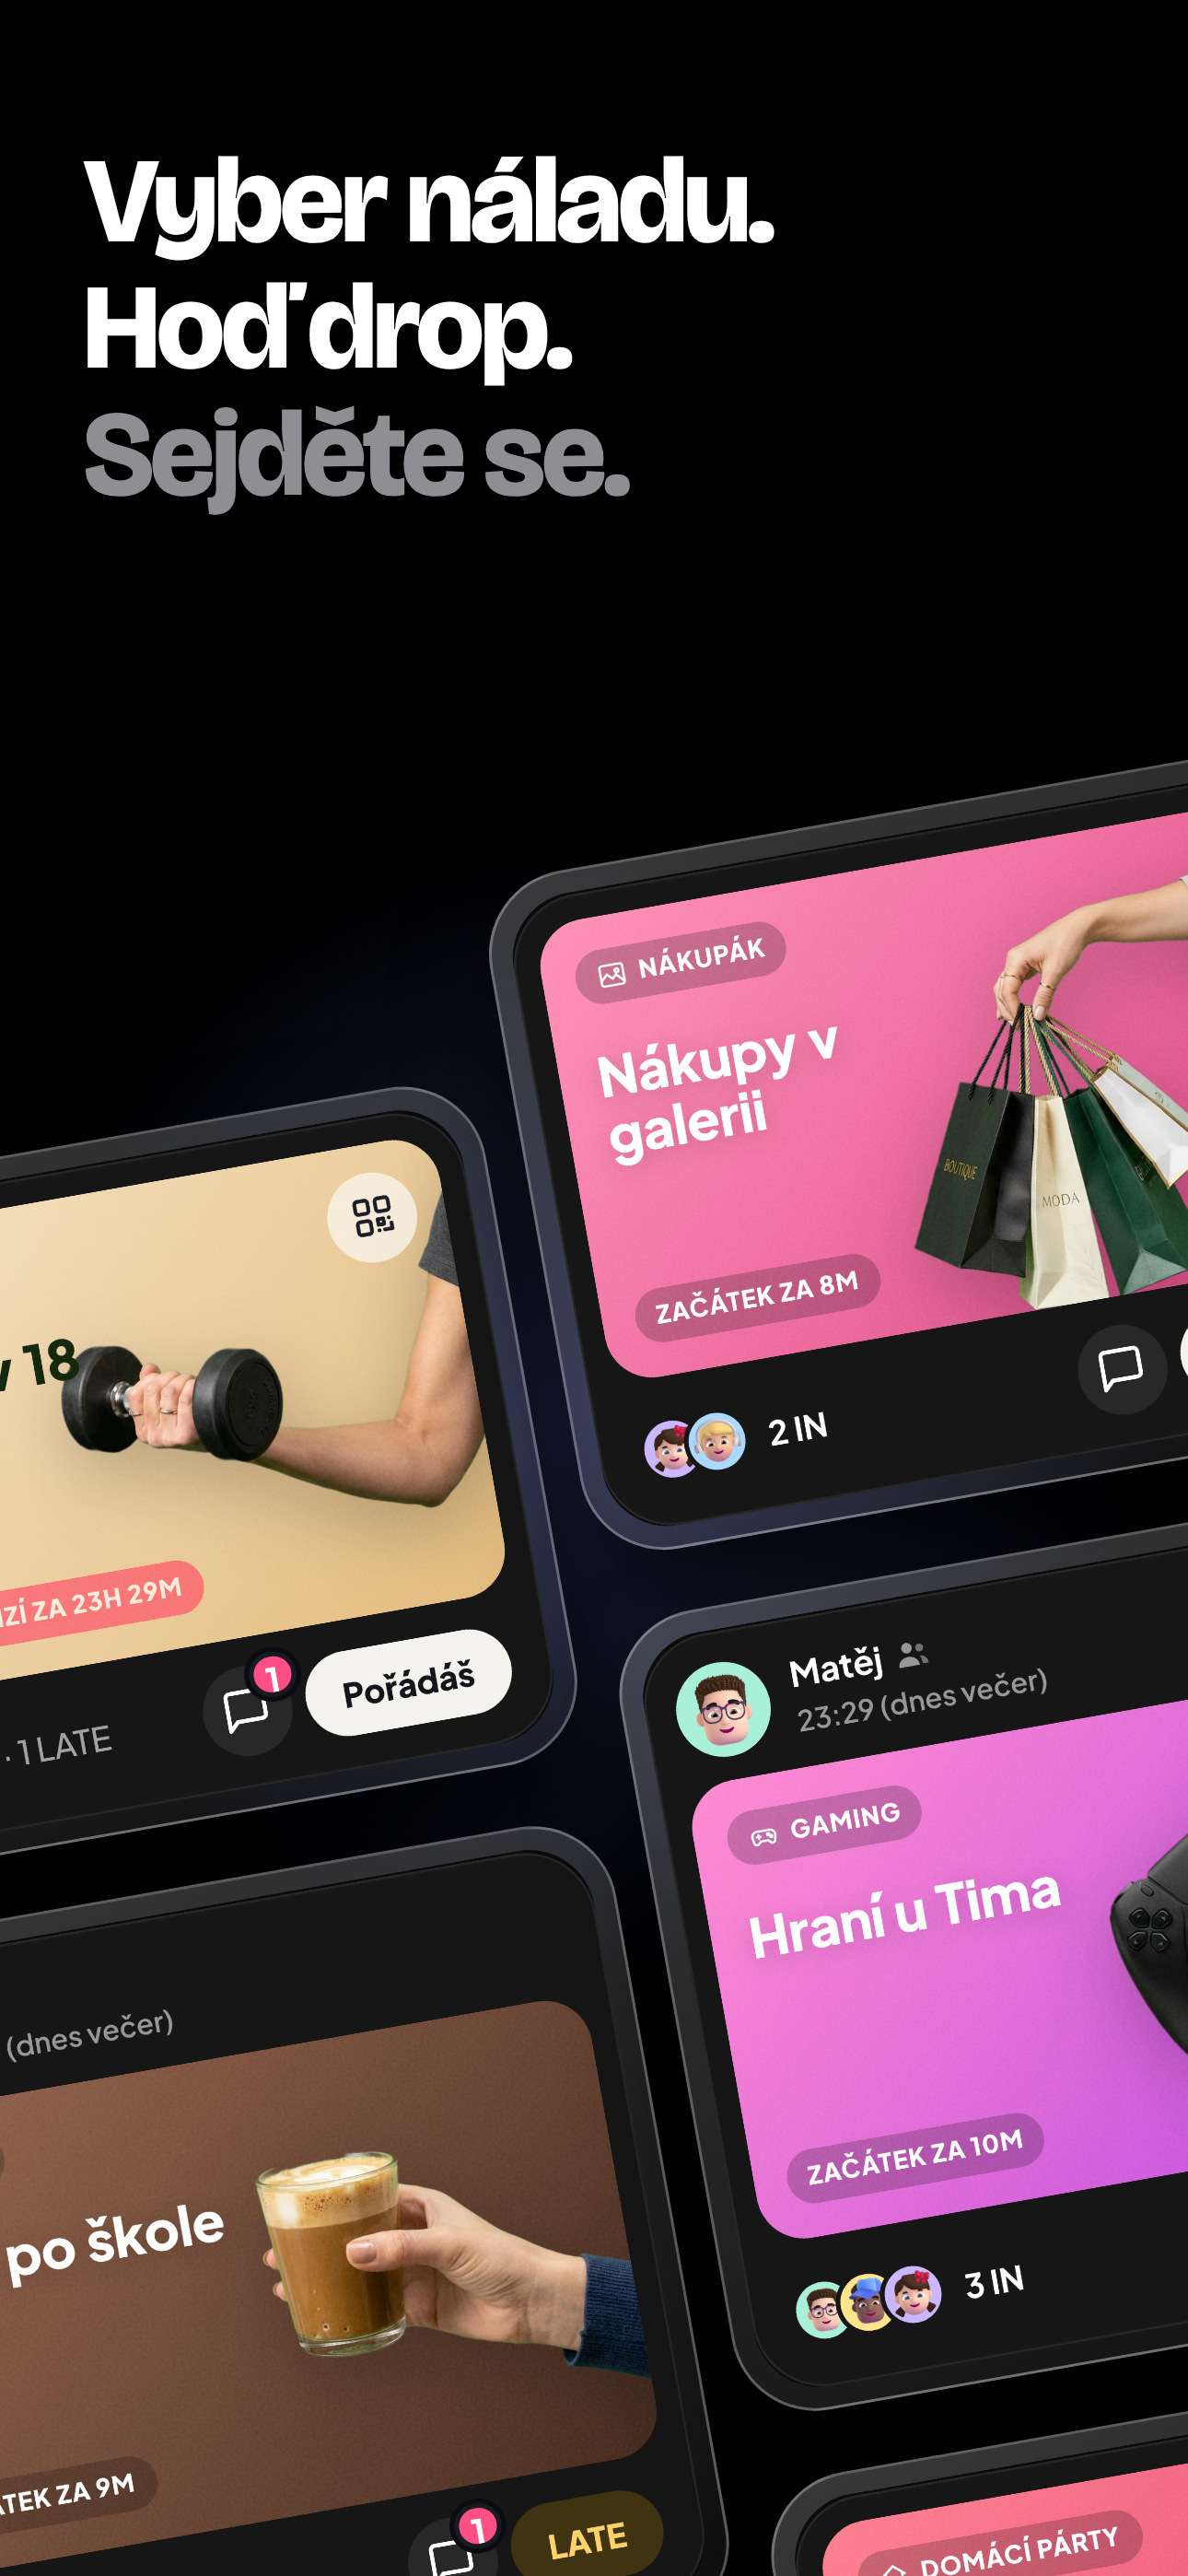 Vyber náladu.
Hoď drop.
Sejděte se.
NÁKUPÁK
Nákupy v
galerii
BOUTIQUE
MODA
ZAČÁTEK ZA 8M
2 IN
v 18
ZA 23H 29M
1
Pořádáš
· 1 LATE
Matěj
23:29 (dnes večer)
GAMING
Hraní u Tima
ZAČÁTEK ZA 10M
3 IN
(dnes večer)
po škole
ZA 9M
1
LATE
DOMÁCÍ PÁRTY